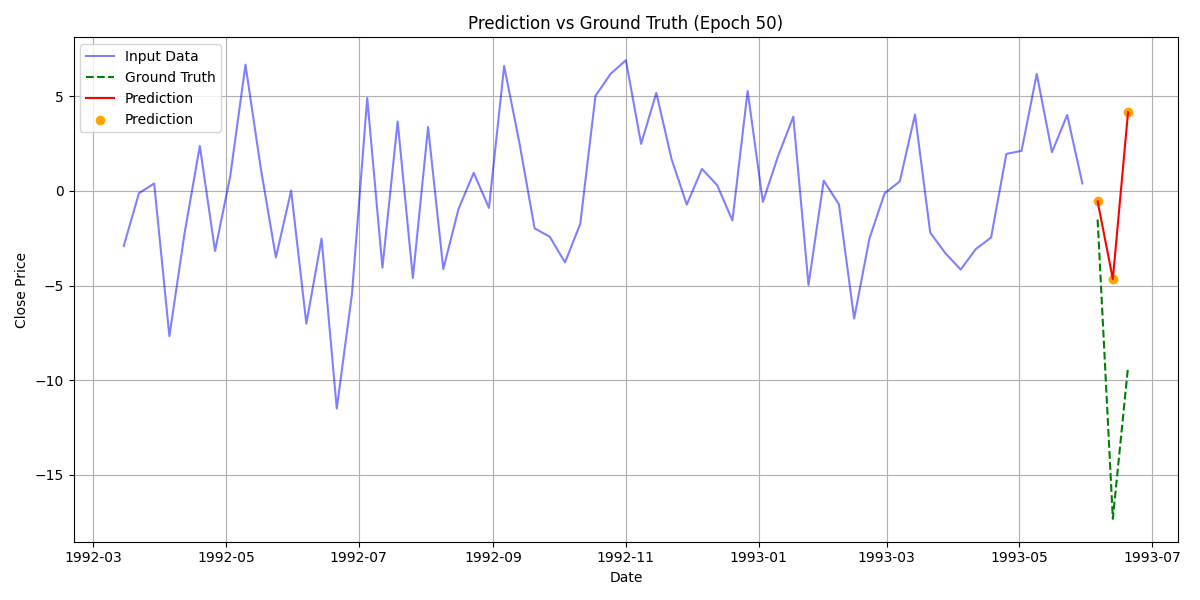 Prediction vs Ground Truth (Epoch 50)
Input Data
Ground Truth
Prediction
Prediction
Close Price
5
0
−5
−10
−15
1992-03 1992-05 1992-07 1992-09 1992-11 1993-01 1993-03 1993-05 1993-07
Date